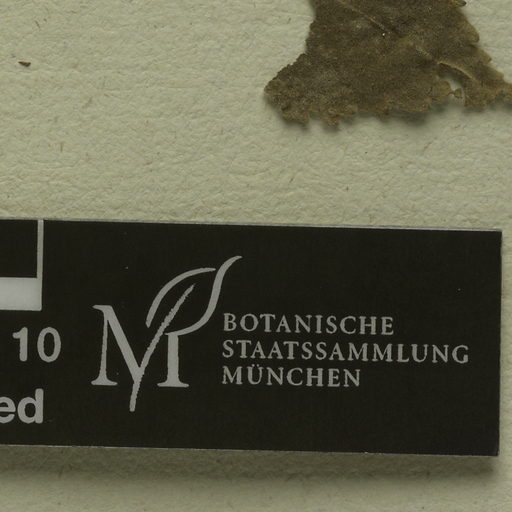 10
ed
BOTANISCHE
STAATSSAMMLUNG
MÜNCHEN